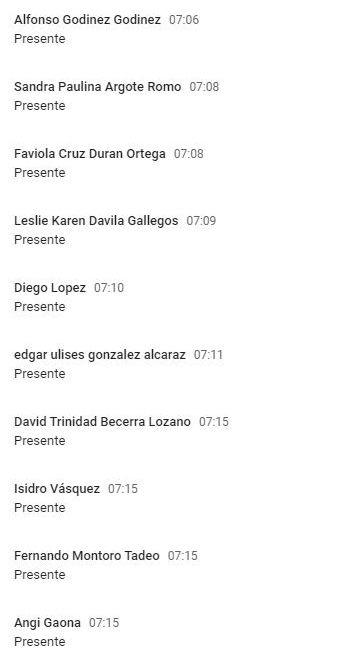 Alfonso Godinez Godinez 07:06
Presente
Sandra Paulina Argote Romo 07:08
Presente
Faviola Cruz Duran Ortega 07:08
Presente
Leslie Karen Davila Gallegos 07:09
Presente
Diego Lopez 07:10
Presente
edgar ulises gonzalez alcaraz 07:11
Presente
David Trinidad Becerra Lozano 07:15
Presente
Isidro Vásquez 07:15
Presente
Fernando Montoro Tadeo 07:15
Presente
Angi Gaona 07:15
Presente